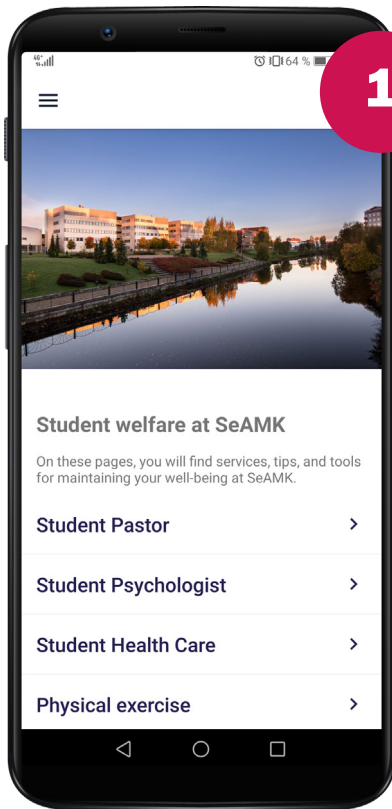 4G+
64 %
1
Student welfare at SeAMK
On these pages, you will find services, tips, and tools
for maintaining your well-being at SeAMK.
Student Pastor
Student Psychologist
Student Health Care
Physical exercise